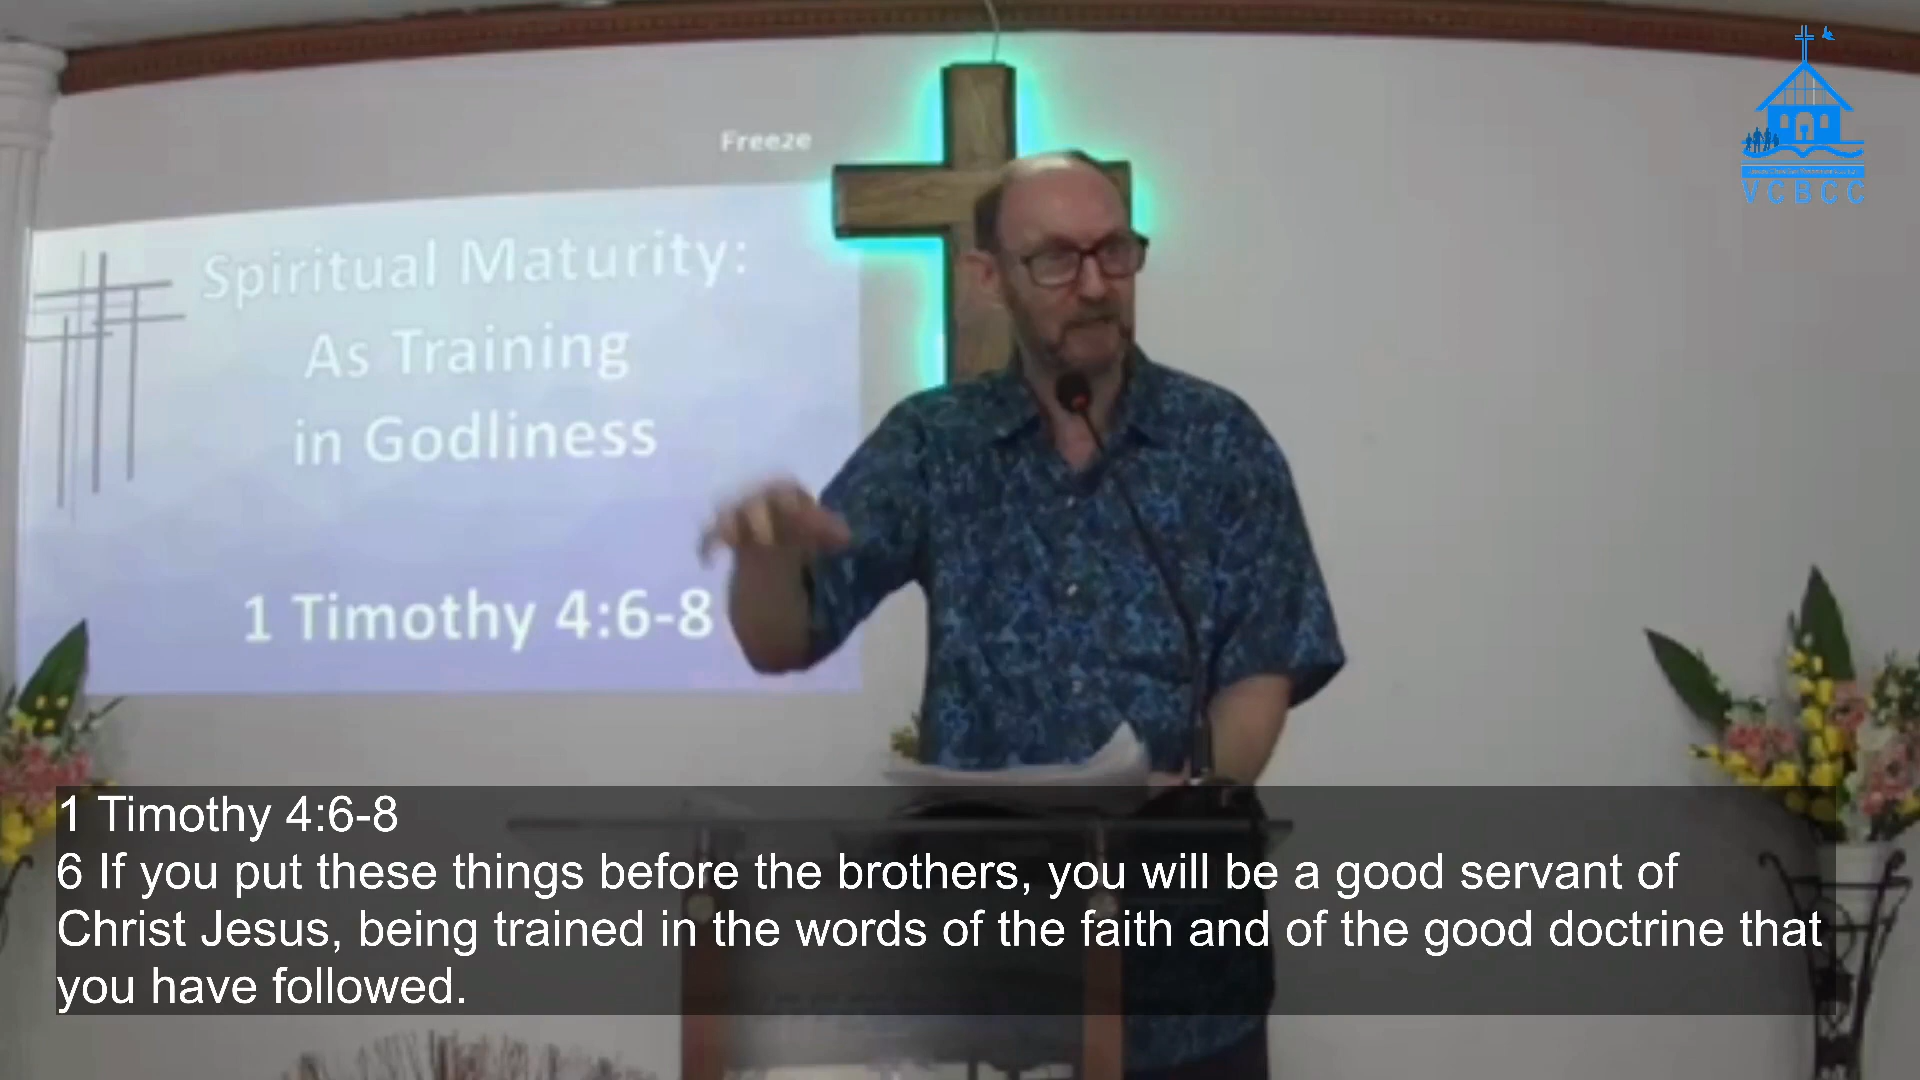 Freeze
Spiritual Maturity:
As Training
in Godliness
1 Timothy 4:6-8
VCBCC
1 Timothy 4:6-8
6 If you put these things before the brothers, you will be a good servant of
Christ Jesus, being trained in the words of the faith and of the good doctrine that
you have followed.